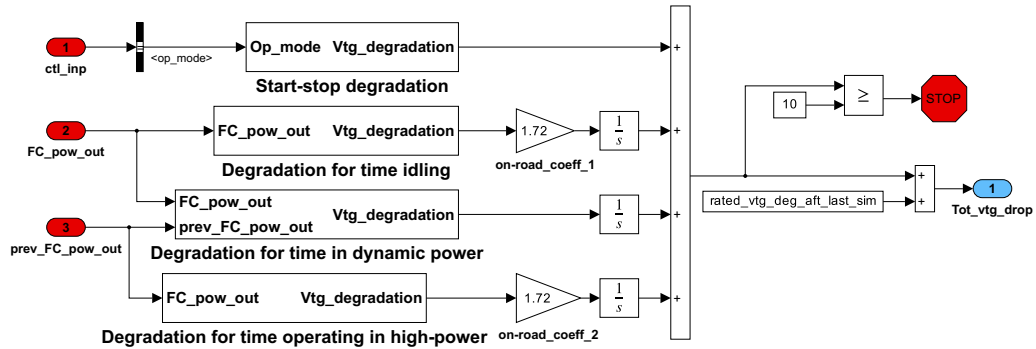 1
ctl_inp
<op_mode>
Op_mode Vtg_degradation
Start-stop degradation
+
2
FC_pow_out
FC_pow_out Vtg_degradation
Degradation for time idling
1.72
on-road_coeff_1
1
s
+
FC_pow_out
prev_FC_pow_out
Vtg_degradation
Degradation for time in dynamic power
1
s
+
3
prev_FC_pow_out
FC_pow_out Vtg_degradation
Degradation for time operating in high-power
1.72
on-road_coeff_2
1
s
+
10
≥
STOP
rated_vtg_deg_aft_last_sim
+
+
1
Tot_vtg_drop